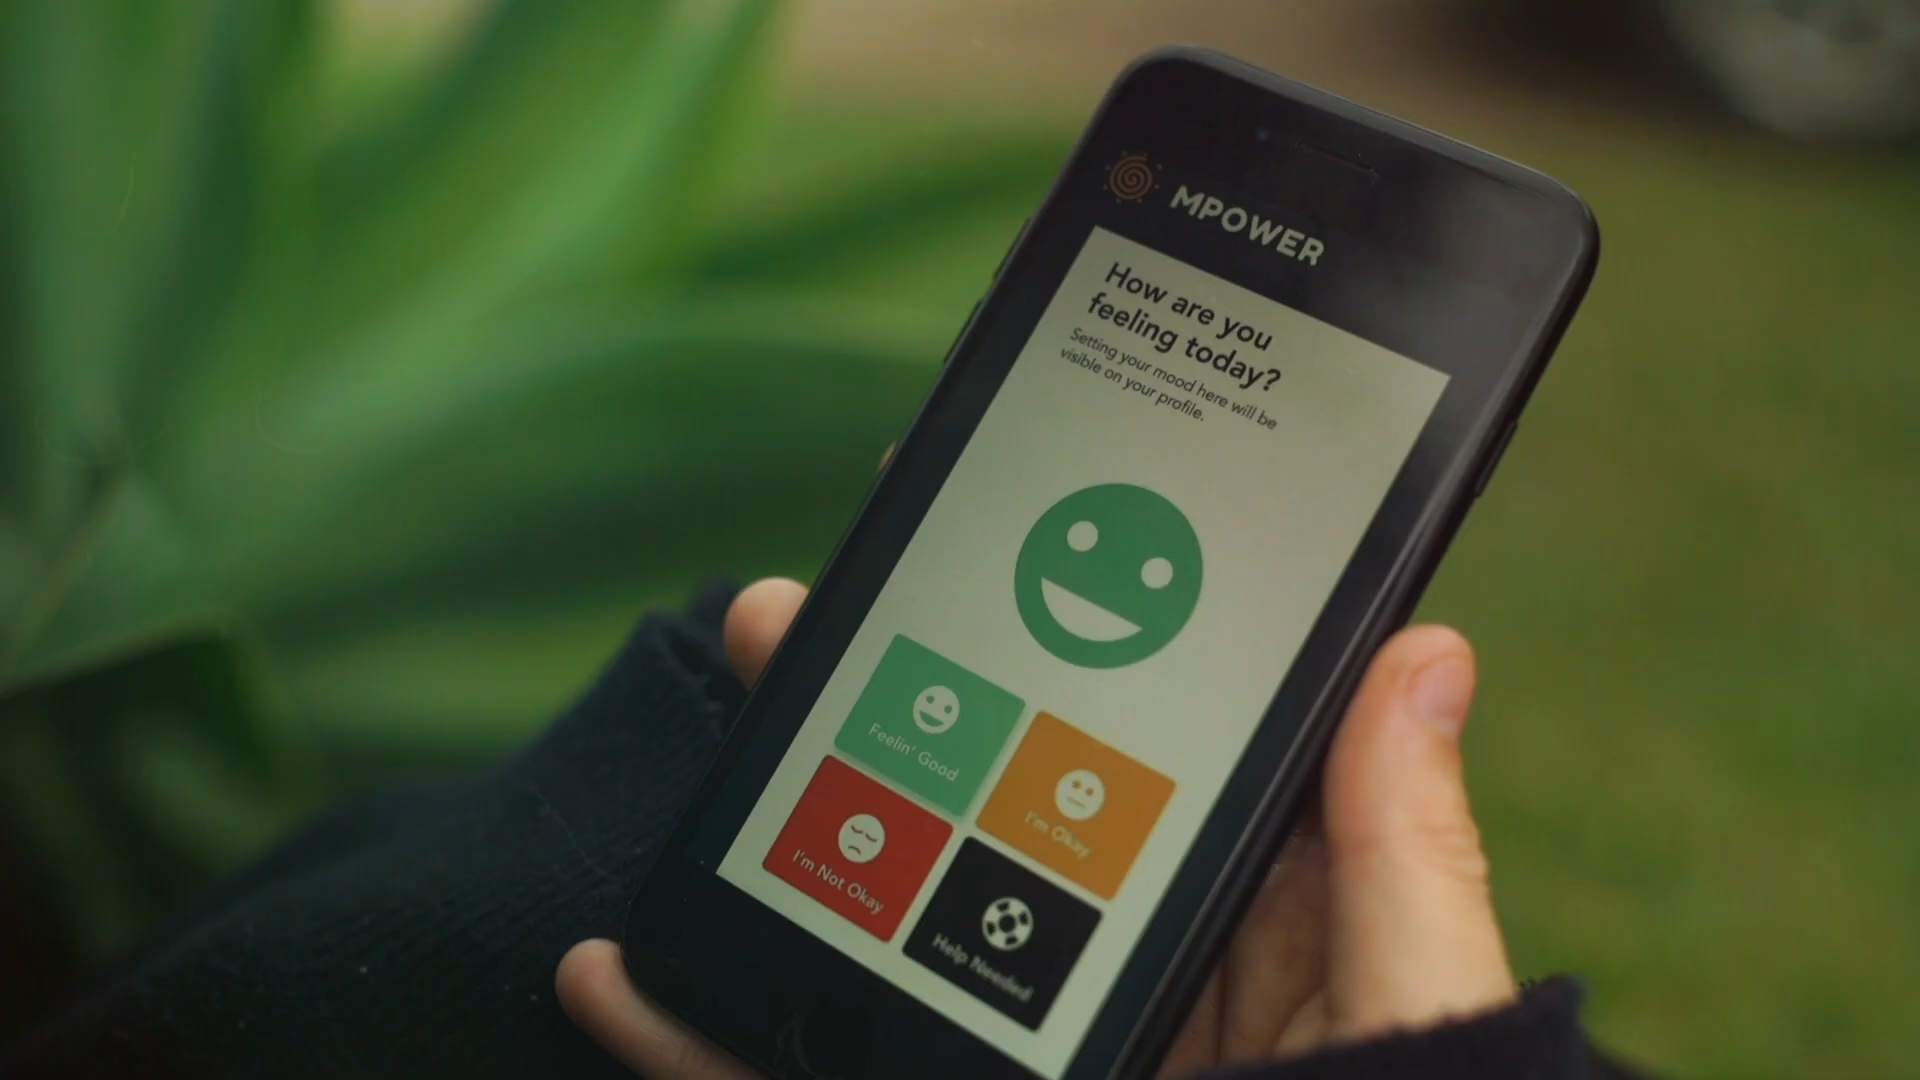 MPOWER
How are you
feeling today?
Setting your mood here will be
visible on your profile.
Feelin' Good
I'm Okay
I'm Not Okay
Help Needed